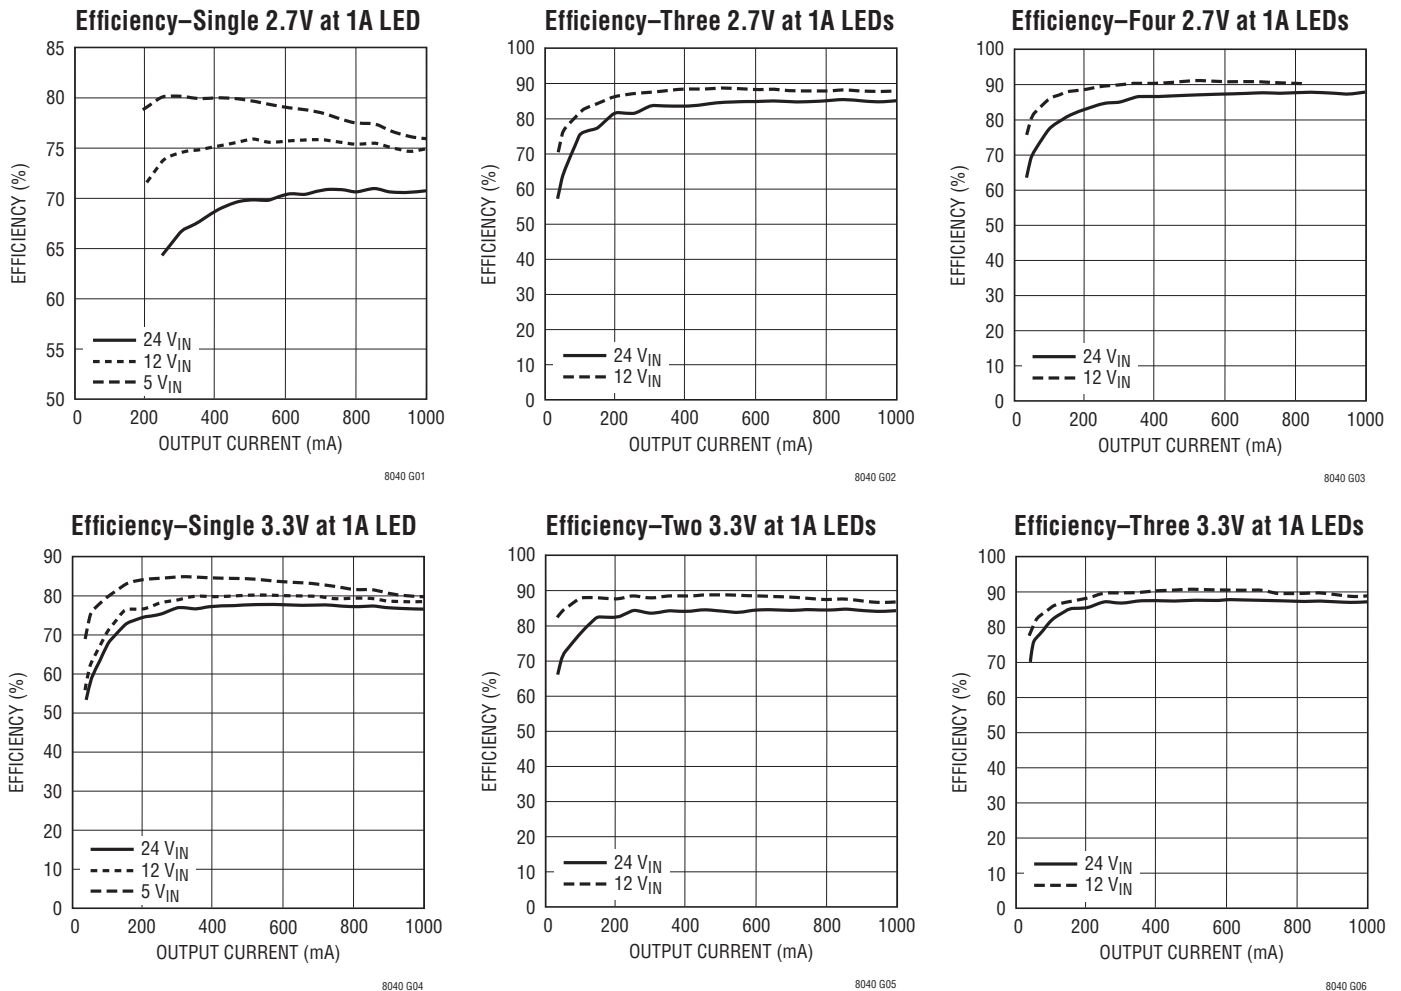 Efficiency–Single 2.7V at 1A LED
85
80
75
70
65
60
55
50
EFFICIENCY (%)
24 VIN
12 VIN
5 VIN
0 200 400 600 800 1000
OUTPUT CURRENT (mA)
8040 G01
Efficiency–Three 2.7V at 1A LEDs
100
90
80
70
60
50
40
30
20
10
0
EFFICIENCY (%)
24 VIN
12 VIN
0 200 400 600 800 1000
OUTPUT CURRENT (mA)
8040 G02
Efficiency–Four 2.7V at 1A LEDs
100
90
80
70
60
50
40
30
20
10
0
EFFICIENCY (%)
24 VIN
12 VIN
0 200 400 600 800 1000
OUTPUT CURRENT (mA)
8040 G03
Efficiency–Single 3.3V at 1A LED
90
80
70
60
50
40
30
20
10
0
EFFICIENCY (%)
24 VIN
12 VIN
5 VIN
0 200 400 600 800 1000
OUTPUT CURRENT (mA)
8040 G04
Efficiency–Two 3.3V at 1A LEDs
100
90
80
70
60
50
40
30
20
10
0
EFFICIENCY (%)
24 VIN
12 VIN
0 200 400 600 800 1000
OUTPUT CURRENT (mA)
8040 G05
Efficiency–Three 3.3V at 1A LEDs
100
90
80
70
60
50
40
30
20
10
0
EFFICIENCY (%)
24 VIN
12 VIN
0 200 400 600 800 1000
OUTPUT CURRENT (mA)
8040 G06